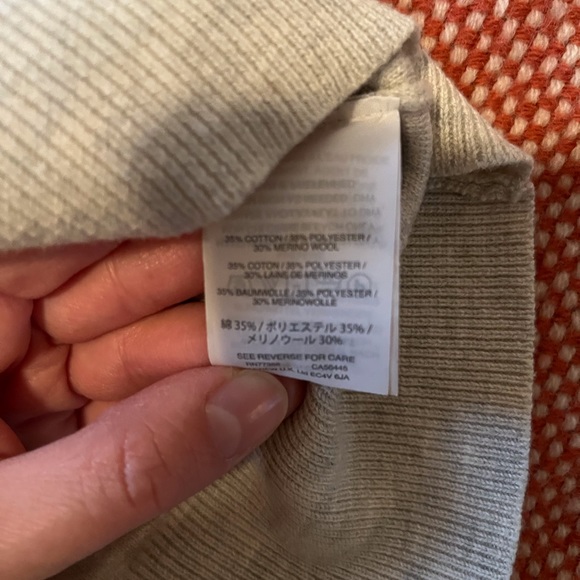 35% COTTON / 35% POLYESTER /
30% MERINO WOOL
35% COTON / 35% POLYESTER /
30% LAINE DE MERINOS
35% BAUMWOLLE / 35% POLYESTER /
30% MERINOWOLLE
綿 35% / ポリエステル 35% /
メリノウール 30%
SEE REVERSE FOR CARE
CA56445
EC4V 6JA